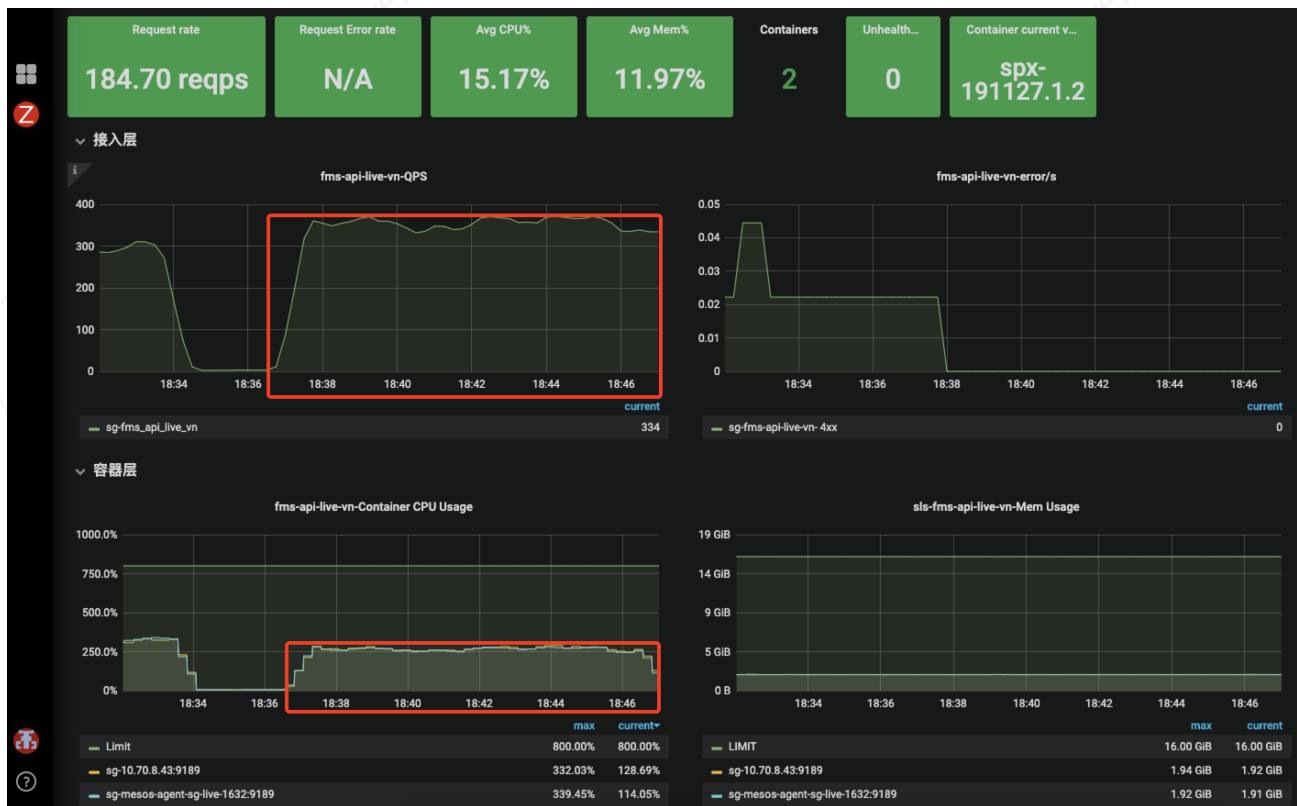 Request rate
184.70 reqps
Request Error rate
N/A
Avg CPU%
15.17%
Avg Mem%
11.97%
Containers
2
Unhealth...
0
Container current v...
spx-
191127.1.2
Z
接入层
i
fms-api-live-vn-QPS
400
300
200
100
0
18:34 18:36 18:38 18:40 18:42 18:44 18:46
current
sg-fms_api_live_vn 334
fms-api-live-vn-error/s
0.05
0.04
0.03
0.02
0.01
0
18:34 18:36 18:38 18:40 18:42 18:44 18:46
current
sg-fms-api-live-vn- 4xx 0
容器层
fms-api-live-vn-Container CPU Usage
1000.0%
750.0%
500.0%
250.0%
0%
18:34 18:36 18:38 18:40 18:42 18:44 18:46
max current
Limit 800.00% 800.00%
sg-10.70.8.43:9189 332.03% 128.69%
sg-mesos-agent-sg-live-1632:9189 339.45% 114.05%
sls-fms-api-live-vn-Mem Usage
19 GiB
14 GiB
9 GiB
5 GiB
0 B
18:34 18:36 18:38 18:40 18:42 18:44 18:46
max current
LIMIT 16.00 GiB 16.00 GiB
sg-10.70.8.43:9189 1.94 GiB 1.92 GiB
sg-mesos-agent-sg-live-1632:9189 1.92 GiB 1.91 GiB
?